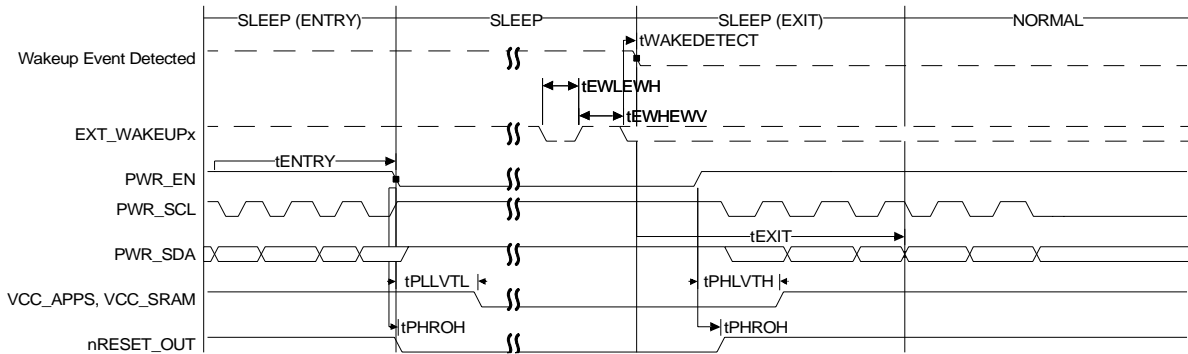 SLEEP (ENTRY) SLEEP SLEEP (EXIT) NORMAL
tWAKEDETECT
Wakeup Event Detected
tEWLEWH
tEWHEWV
EXT_WAKEUPx
tENTRY
PWR_EN
PWR_SCL
tEXIT
PWR_SDA
tPLLVTL tPHLVTH
VCC_APPS, VCC_SRAM
tPHROH tPHROH
nRESET_OUT